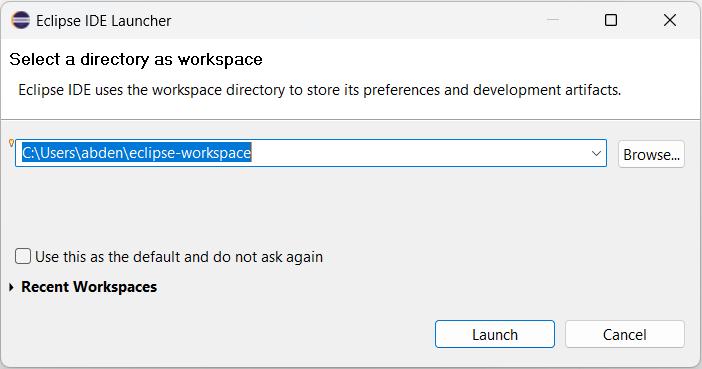 Eclipse IDE Launcher
Select a directory as workspace
Eclipse IDE uses the workspace directory to store its preferences and development artifacts.
C:\Users\abden\eclipse-workspace
Browse...
Use this as the default and do not ask again
Recent Workspaces
Launch
Cancel